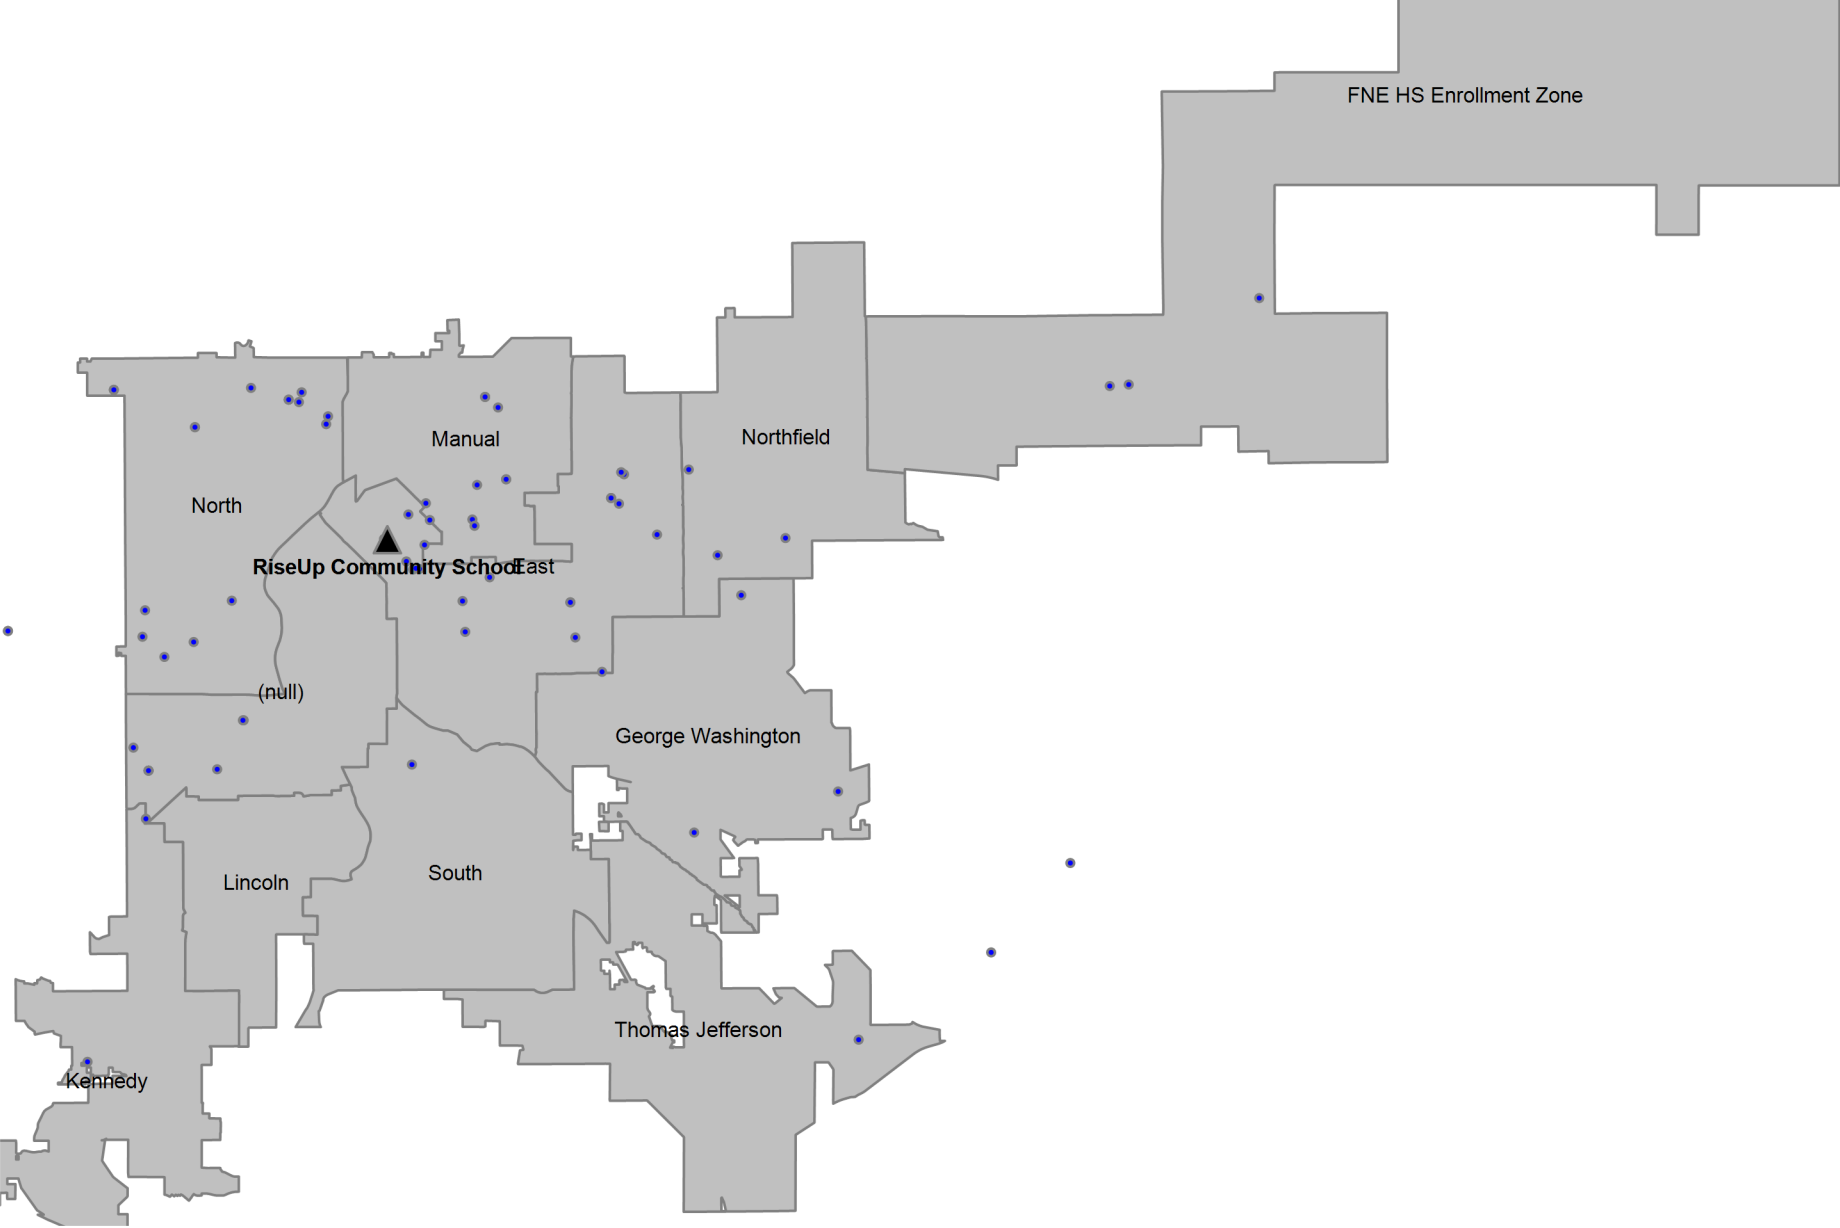 FNE HS Enrollment Zone
Northfield
Manual
North
RiseUp Community School
East
(null)
George Washington
South
Lincoln
Thomas Jefferson
Kennedy